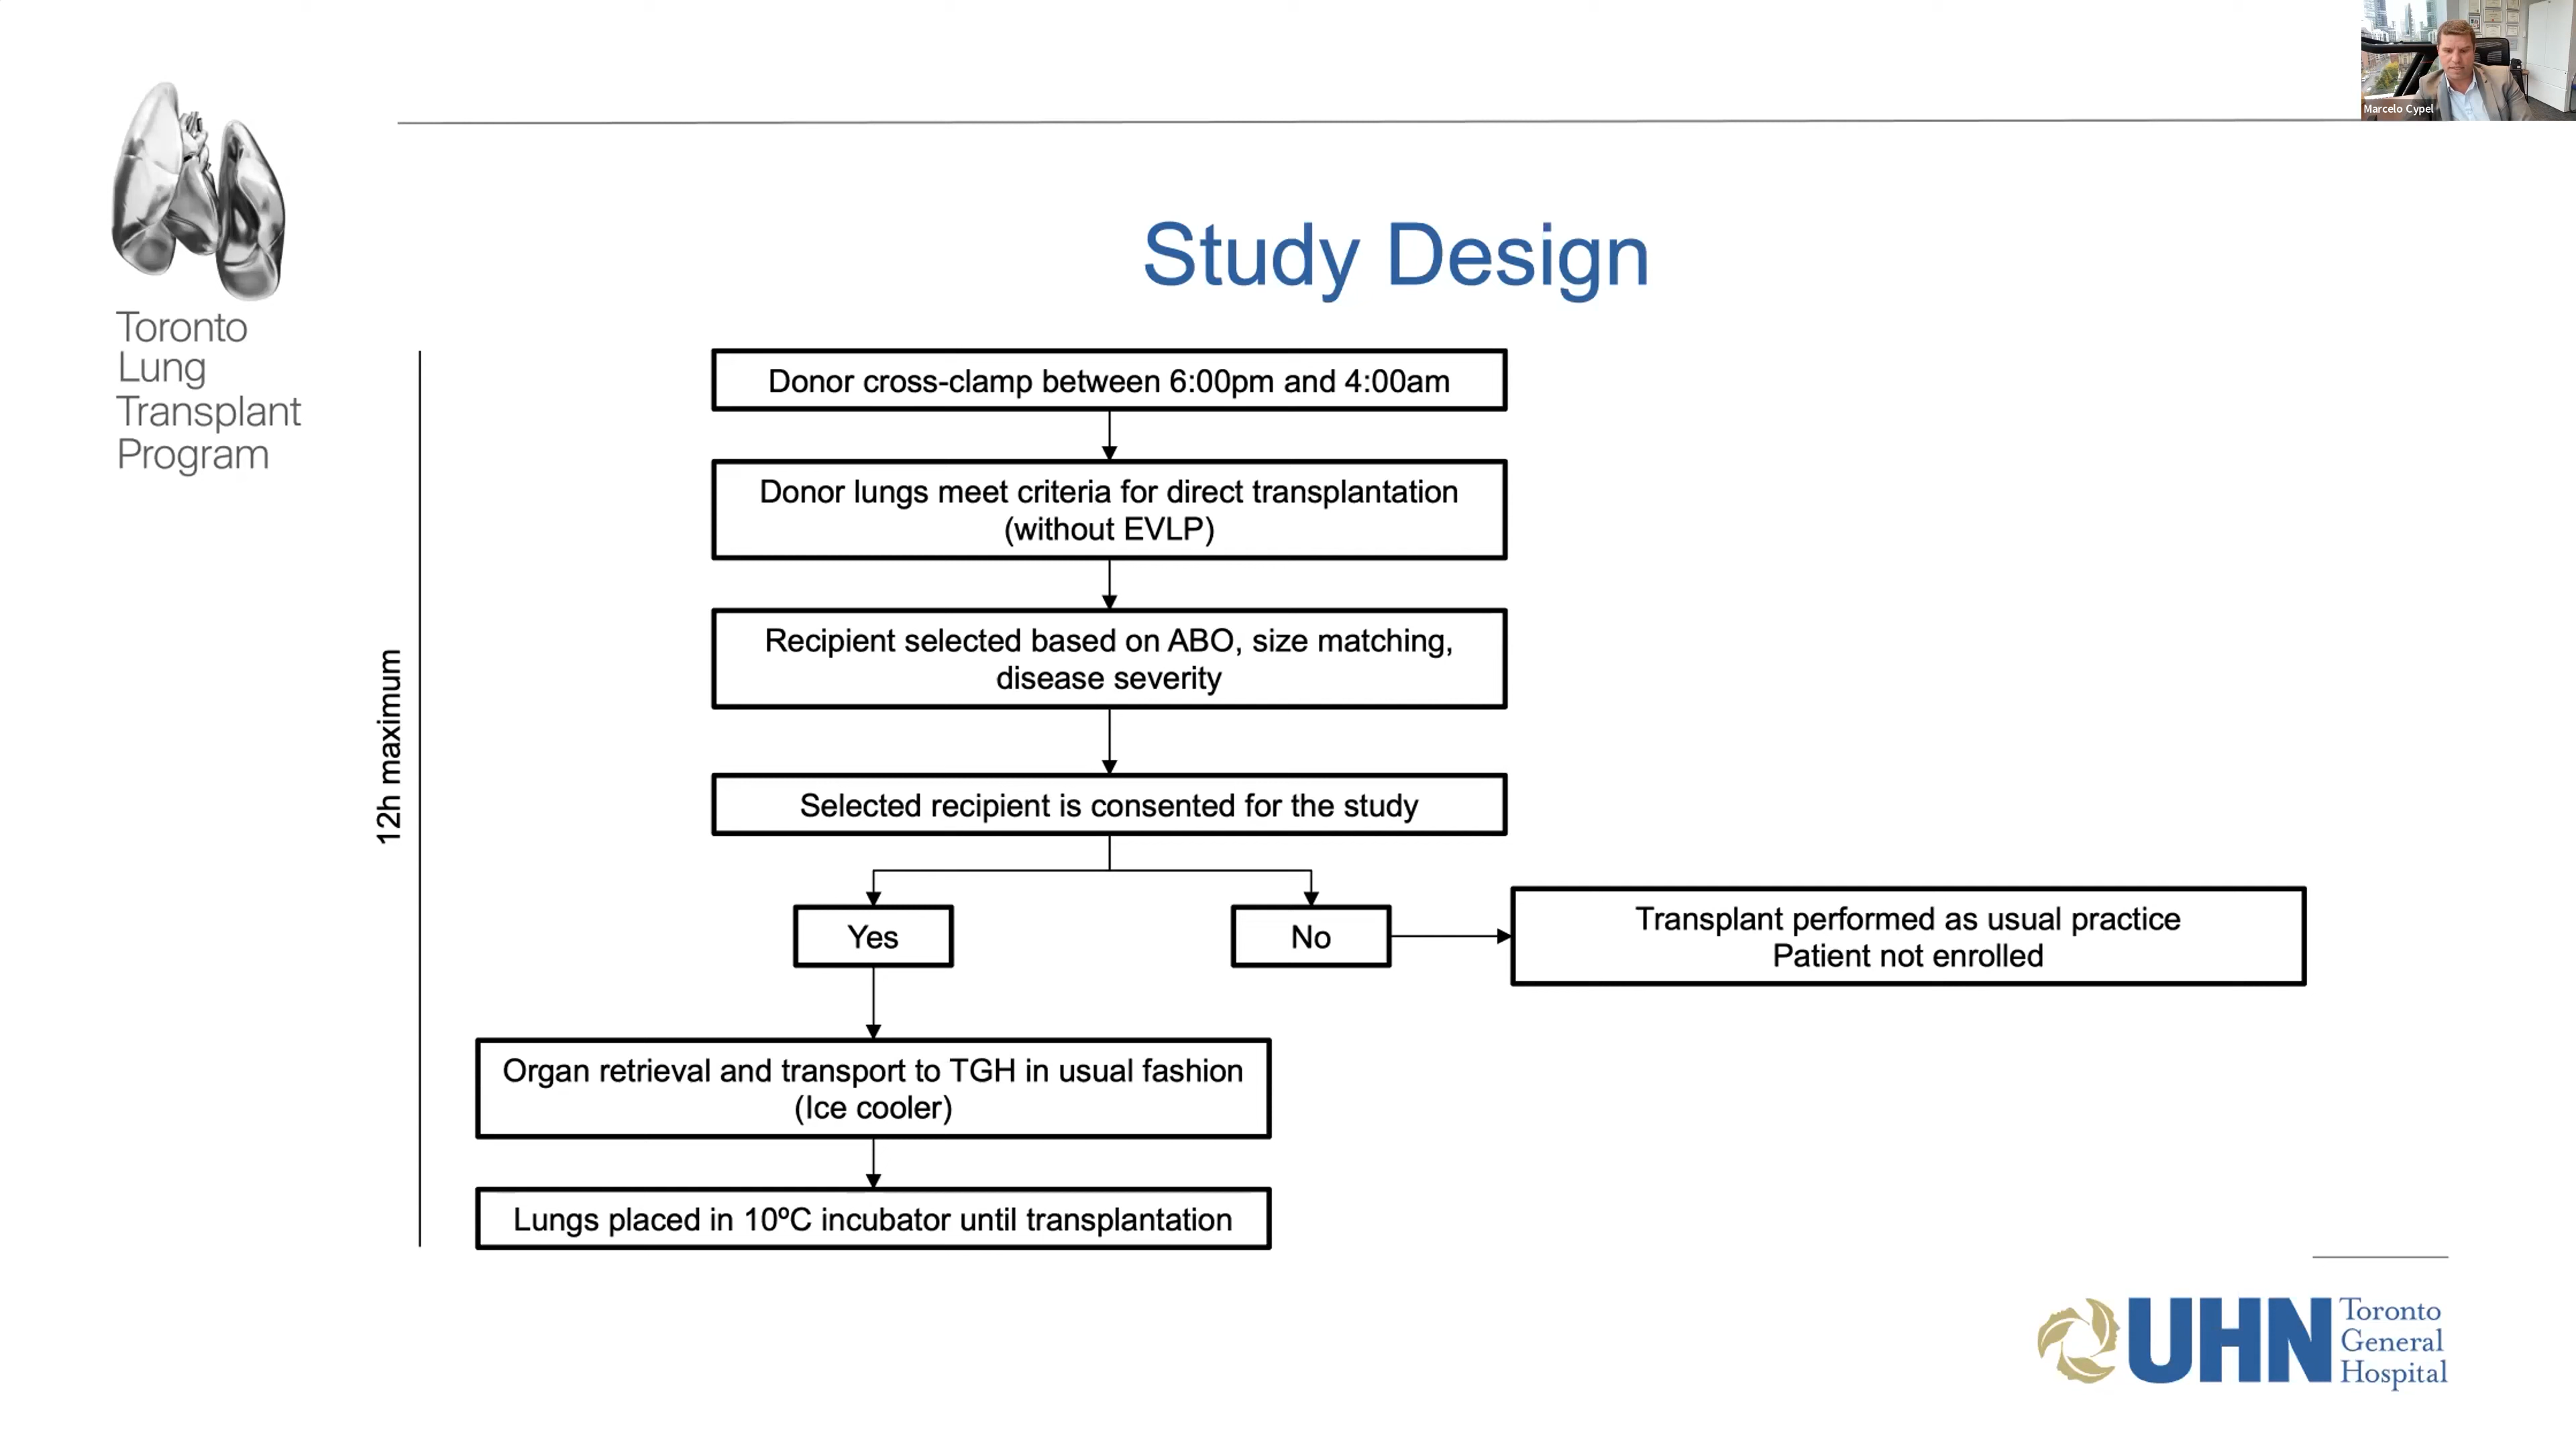 Marcelo Cypel
Toronto
Lung
Transplant
Program
Study Design
12h maximum
Donor cross-clamp between 6:00pm and 4:00am
Donor lungs meet criteria for direct transplantation
(without EVLP)
Recipient selected based on ABO, size matching,
disease severity
Selected recipient is consented for the study
Yes
No
Transplant performed as usual practice
Patient not enrolled
Organ retrieval and transport to TGH in usual fashion
(Ice cooler)
Lungs placed in 10ºC incubator until transplantation
UHN
Toronto
General
Hospital